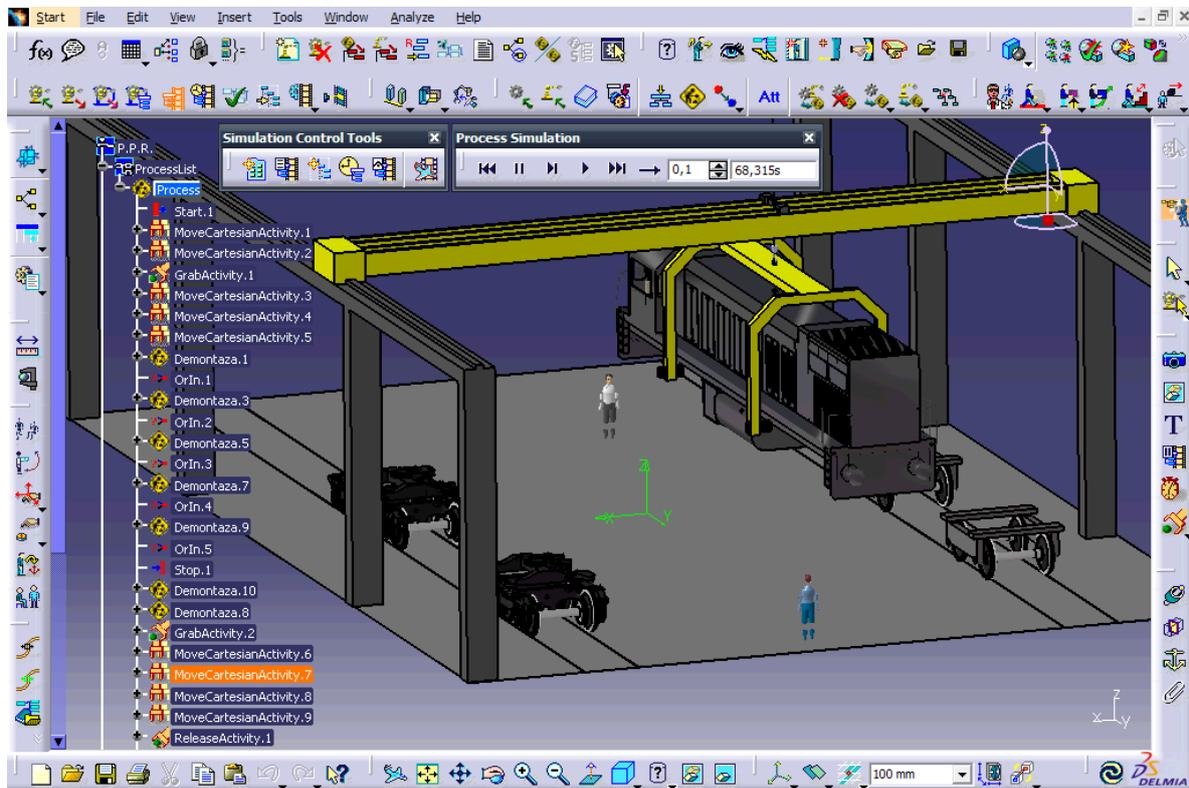 Start File Edit View Insert Tools Window Analyze Help
f(x)
Att
Simulation Control Tools
Process Simulation
0,1 68,315s
P.P.R.
ProcessList
Process
Start.1
MoveCartesianActivity.1
MoveCartesianActivity.2
GrabActivity.1
MoveCartesianActivity.3
MoveCartesianActivity.4
MoveCartesianActivity.5
Demontaza.1
OrIn.1
Demontaza.3
OrIn.2
Demontaza.5
OrIn.3
Demontaza.7
OrIn.4
Demontaza.9
OrIn.5
Stop.1
Demontaza.10
Demontaza.8
GrabActivity.2
MoveCartesianActivity.6
MoveCartesianActivity.7
MoveCartesianActivity.8
MoveCartesianActivity.9
ReleaseActivity.1
Z
X Y
z
x y
T
100 mm
DS
DELMIA